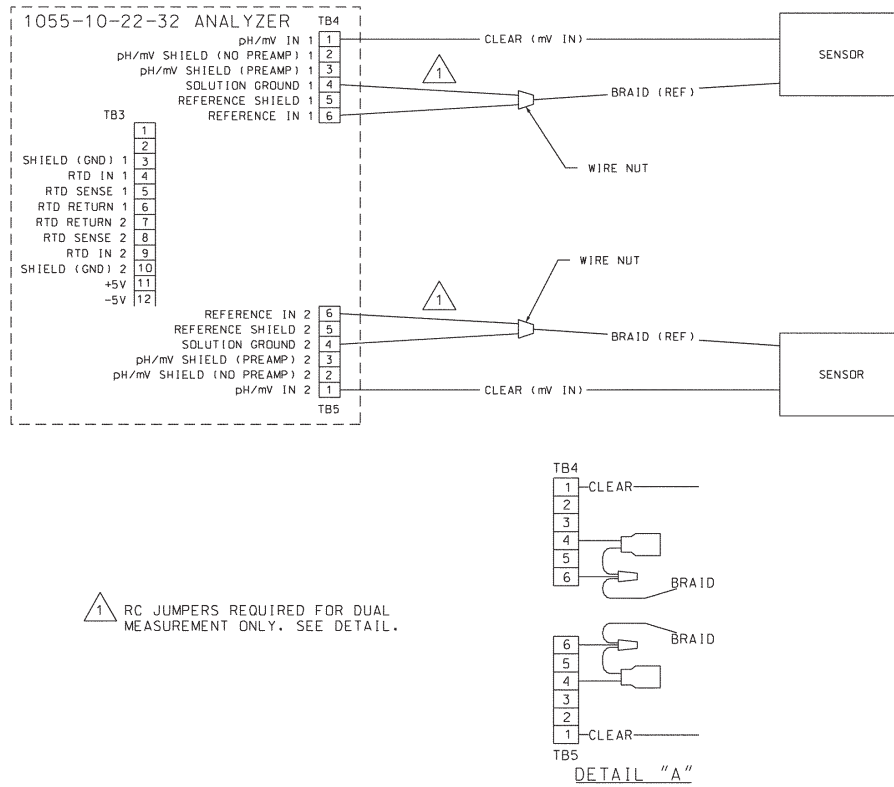 1055-10-22-32 ANALYZER TB4
pH/mV IN 1 1 CLEAR (mV IN) SENSOR
pH/mV SHIELD (NO PREAMP) 1 2
pH/mV SHIELD (PREAMP) 1 3
SOLUTION GROUND 1 4 1
REFERENCE SHIELD 1 5 BRAID (REF)
REFERENCE IN 1 6
WIRE NUT
TB3
1
2
SHIELD (GND) 1 3
RTD IN 1 4
RTD SENSE 1 5
RTD RETURN 1 6
RTD RETURN 2 7
RTD SENSE 2 8
RTD IN 2 9
SHIELD (GND) 2 10
+5V 11
-5V 12
WIRE NUT
REFERENCE IN 2 6 1
REFERENCE SHIELD 2 5 BRAID (REF)
SOLUTION GROUND 2 4
pH/mV SHIELD (PREAMP) 2 3
pH/mV SHIELD (NO PREAMP) 2 2 SENSOR
pH/mV IN 2 1 CLEAR (mV IN)
TB5
1 RC JUMPERS REQUIRED FOR DUAL
MEASUREMENT ONLY. SEE DETAIL.
TB4
1 CLEAR
2
3
4
5
6 BRAID
6 BRAID
5
4
3
2
1 CLEAR
TB5
DETAIL "A"